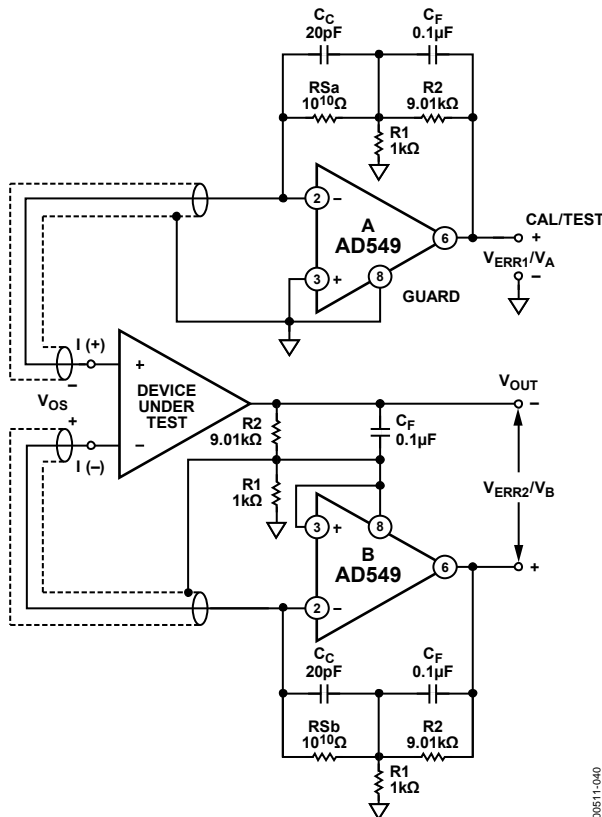 CC
20pF
CF
0.1µF
RSa
10¹⁰Ω
R2
9.01kΩ
R1
1kΩ
2
–
A
AD549
6
3
+
8
GUARD
CAL/TEST
+
VERR1/VA
–
I (+)
–
VOS
+
I (–)
+
DEVICE
UNDER
TEST
–
VOUT
–
R2
9.01kΩ
CF
0.1µF
R1
1kΩ
VERR2/VB
3
+
8
B
AD549
6
+
2
–
CC
20pF
CF
0.1µF
RSb
10¹⁰Ω
R2
9.01kΩ
R1
1kΩ
00511-040